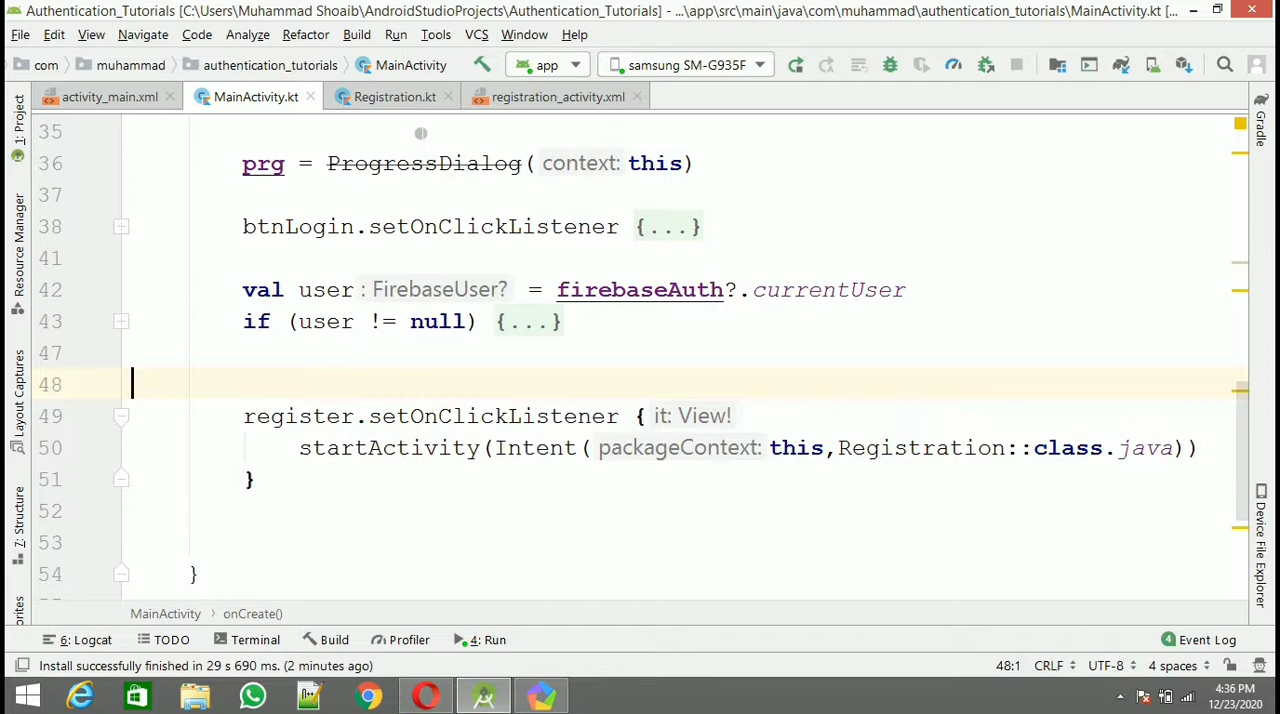 Authentication_Tutorials [C:\Users\Muhammad Shoaib\AndroidStudioProjects\Authentication_Tutorials] - ...\app\src\main\java\com\muhammad\authentication_tutorials\MainActivity.kt [...
File Edit View Navigate Code Analyze Refactor Build Run Tools VCS Window Help
com muhammad authentication_tutorials MainActivity app samsung SM-G935F
activity_main.xml MainActivity.kt Registration.kt registration_activity.xml
1: Project
Resource Manager
Layout Captures
7: Structure
Gradle
Device File Explorer
35
36 prg = ProgressDialog( context: this)
37
38 btnLogin.setOnClickListener {...}
41
42 val user : FirebaseUser? = firebaseAuth?.currentUser
43 if (user != null) {...}
47
48
49 register.setOnClickListener { it: View!
50 startActivity(Intent( packageContext: this,Registration::class.java))
51 }
52
53
54 }
MainActivity › onCreate()
6: Logcat TODO Terminal Build Profiler 4: Run 4 Event Log
Install successfully finished in 29 s 690 ms. (2 minutes ago) 48:1 CRLF UTF-8 4 spaces
4:36 PM
12/23/2020